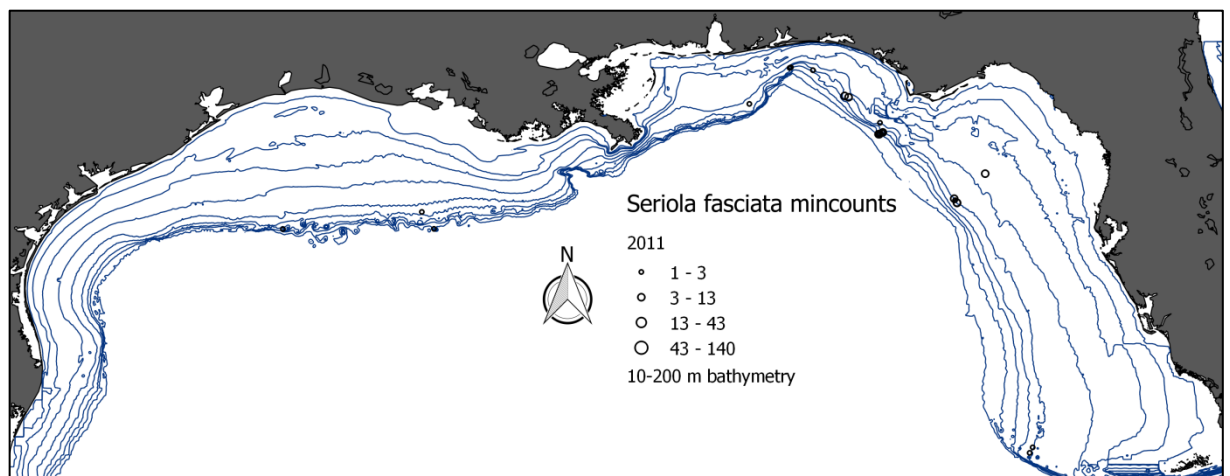 Seriola fasciata mincounts
2011
N
1 - 3
3 - 13
13 - 43
43 - 140
10-200 m bathymetry